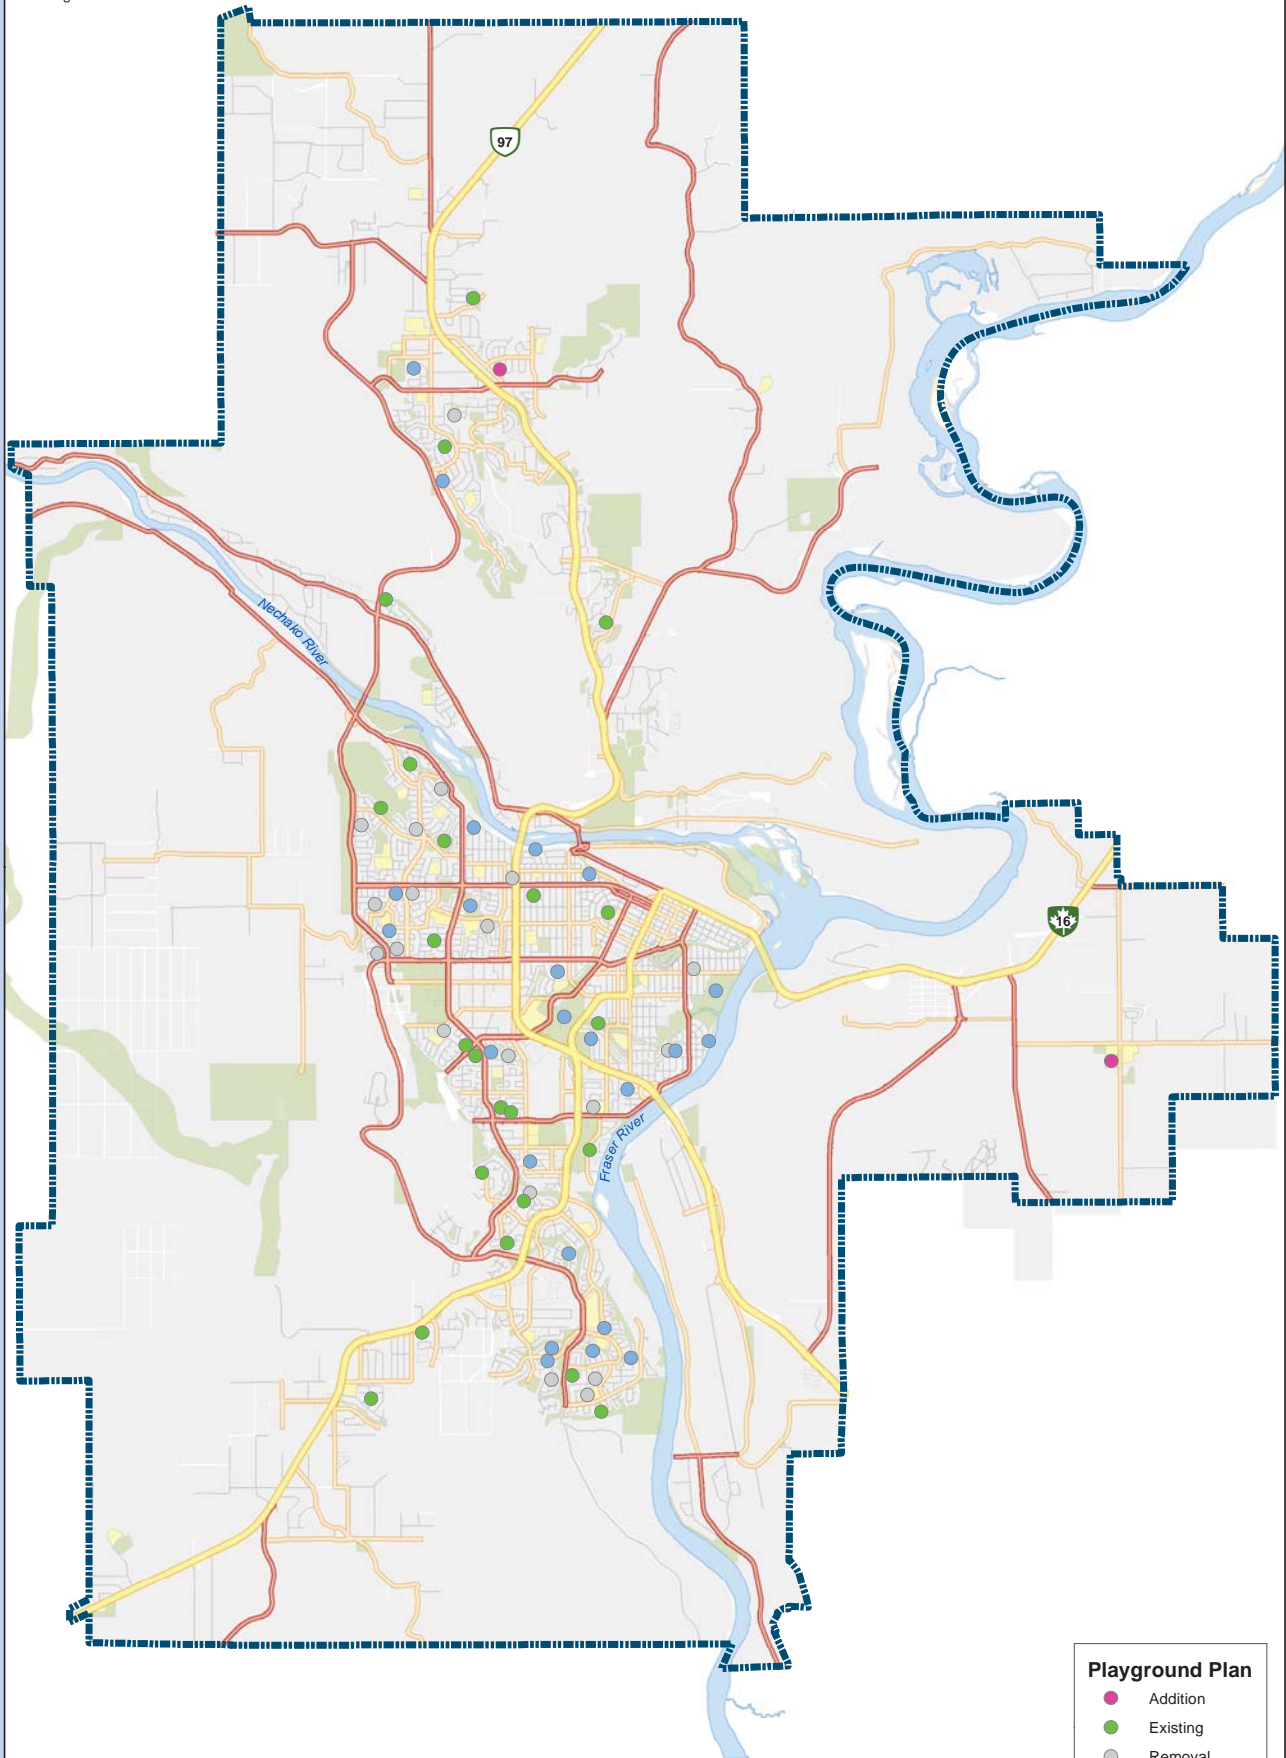 97
Nechako River
16
Fraser River
Playground Plan
Addition
Existing
Removal